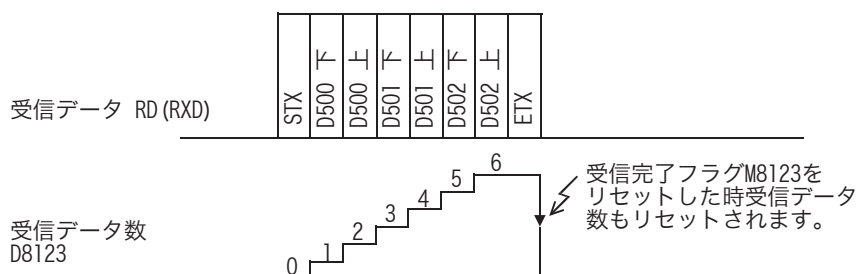 STX
D500 下
D500 上
D501 下
D501 上
D502 下
D502 上
ETX
受信データ RD(RXD)
受信データ数
D8123
0
1
2
3
4
5
6
受信完了フラグM8123を
リセットした時受信データ
数もリセットされます。